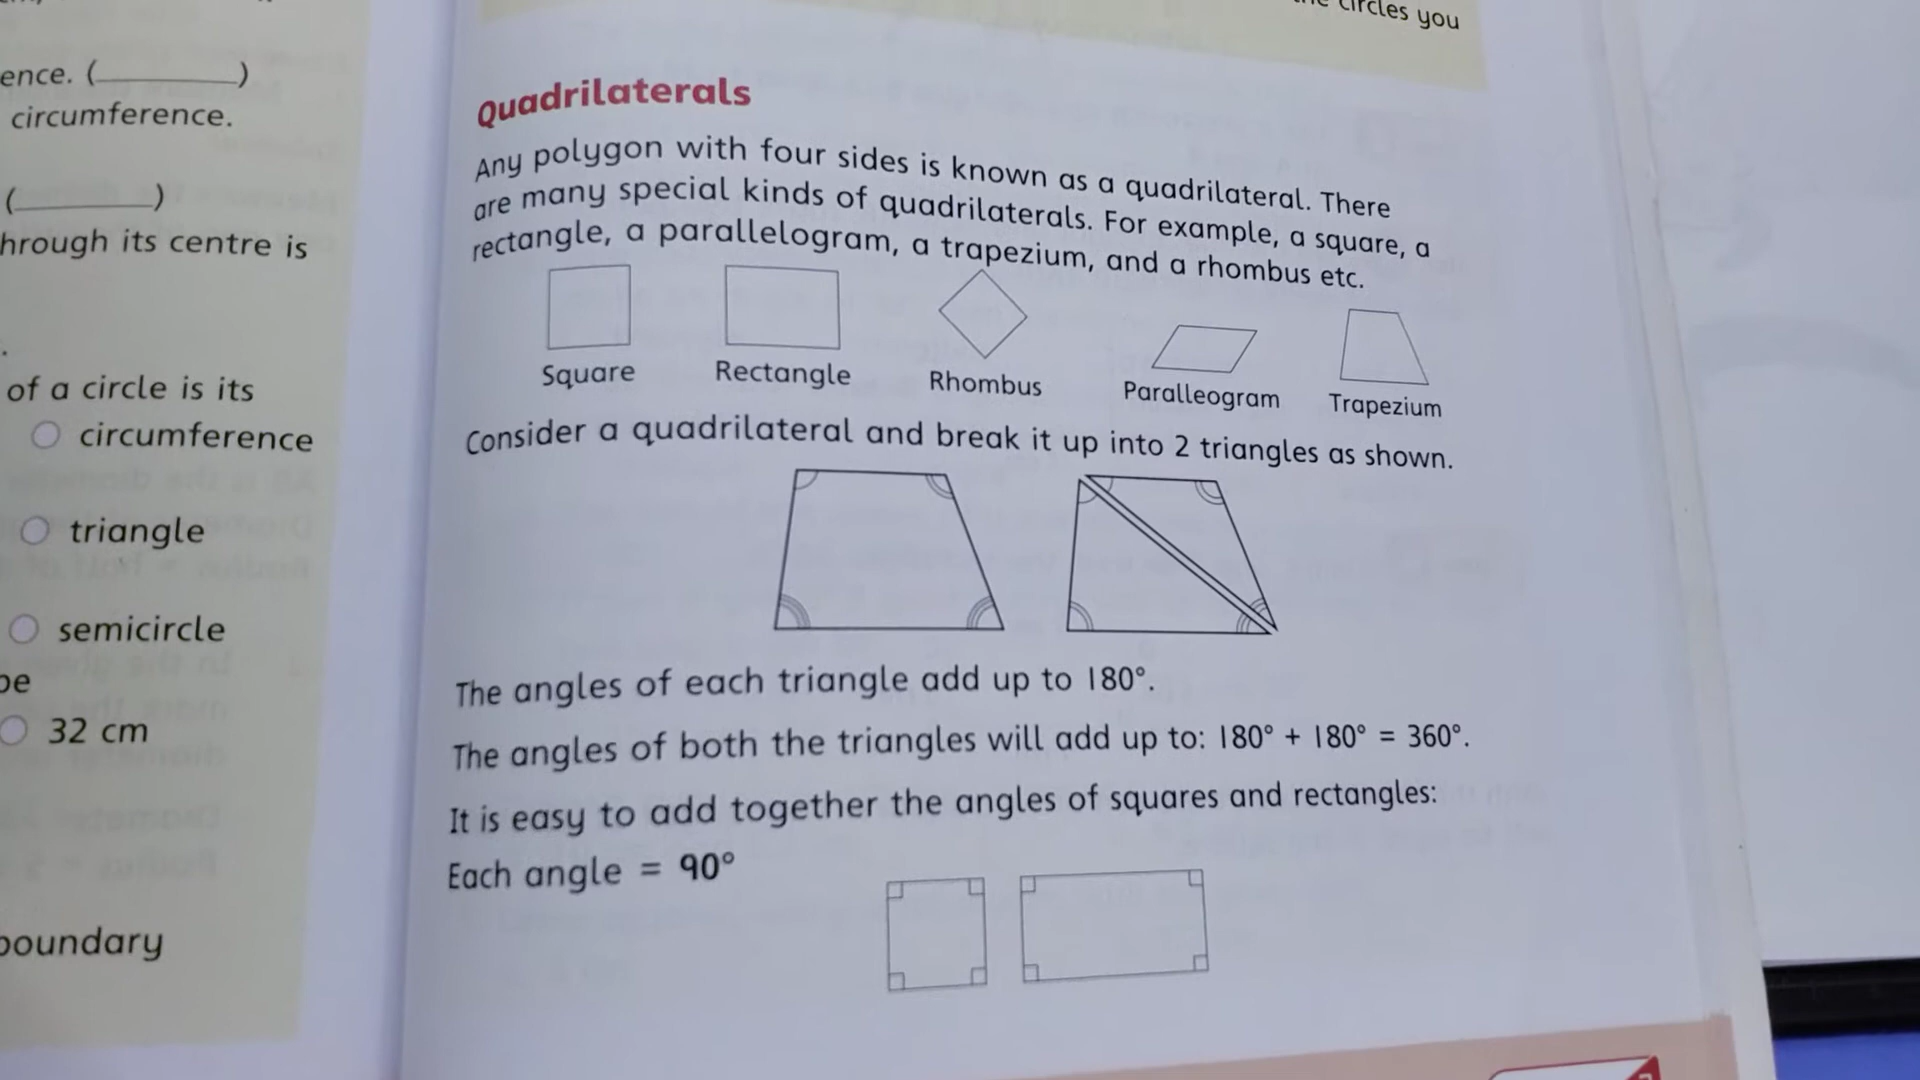 ence. (________)
circumference.
(________)
hrough its centre is
of a circle is its
circumference
triangle
semicircle
32 cm
boundary
circles you
Quadrilaterals
Any polygon with four sides is known as a quadrilateral. There
are many special kinds of quadrilaterals. For example, a square, a
rectangle, a parallelogram, a trapezium, and a rhombus etc.
Square Rectangle Rhombus Paralleogram Trapezium
Consider a quadrilateral and break it up into 2 triangles as shown.
The angles of each triangle add up to 180°.
The angles of both the triangles will add up to: 180° + 180° = 360°.
It is easy to add together the angles of squares and rectangles:
Each angle = 90°